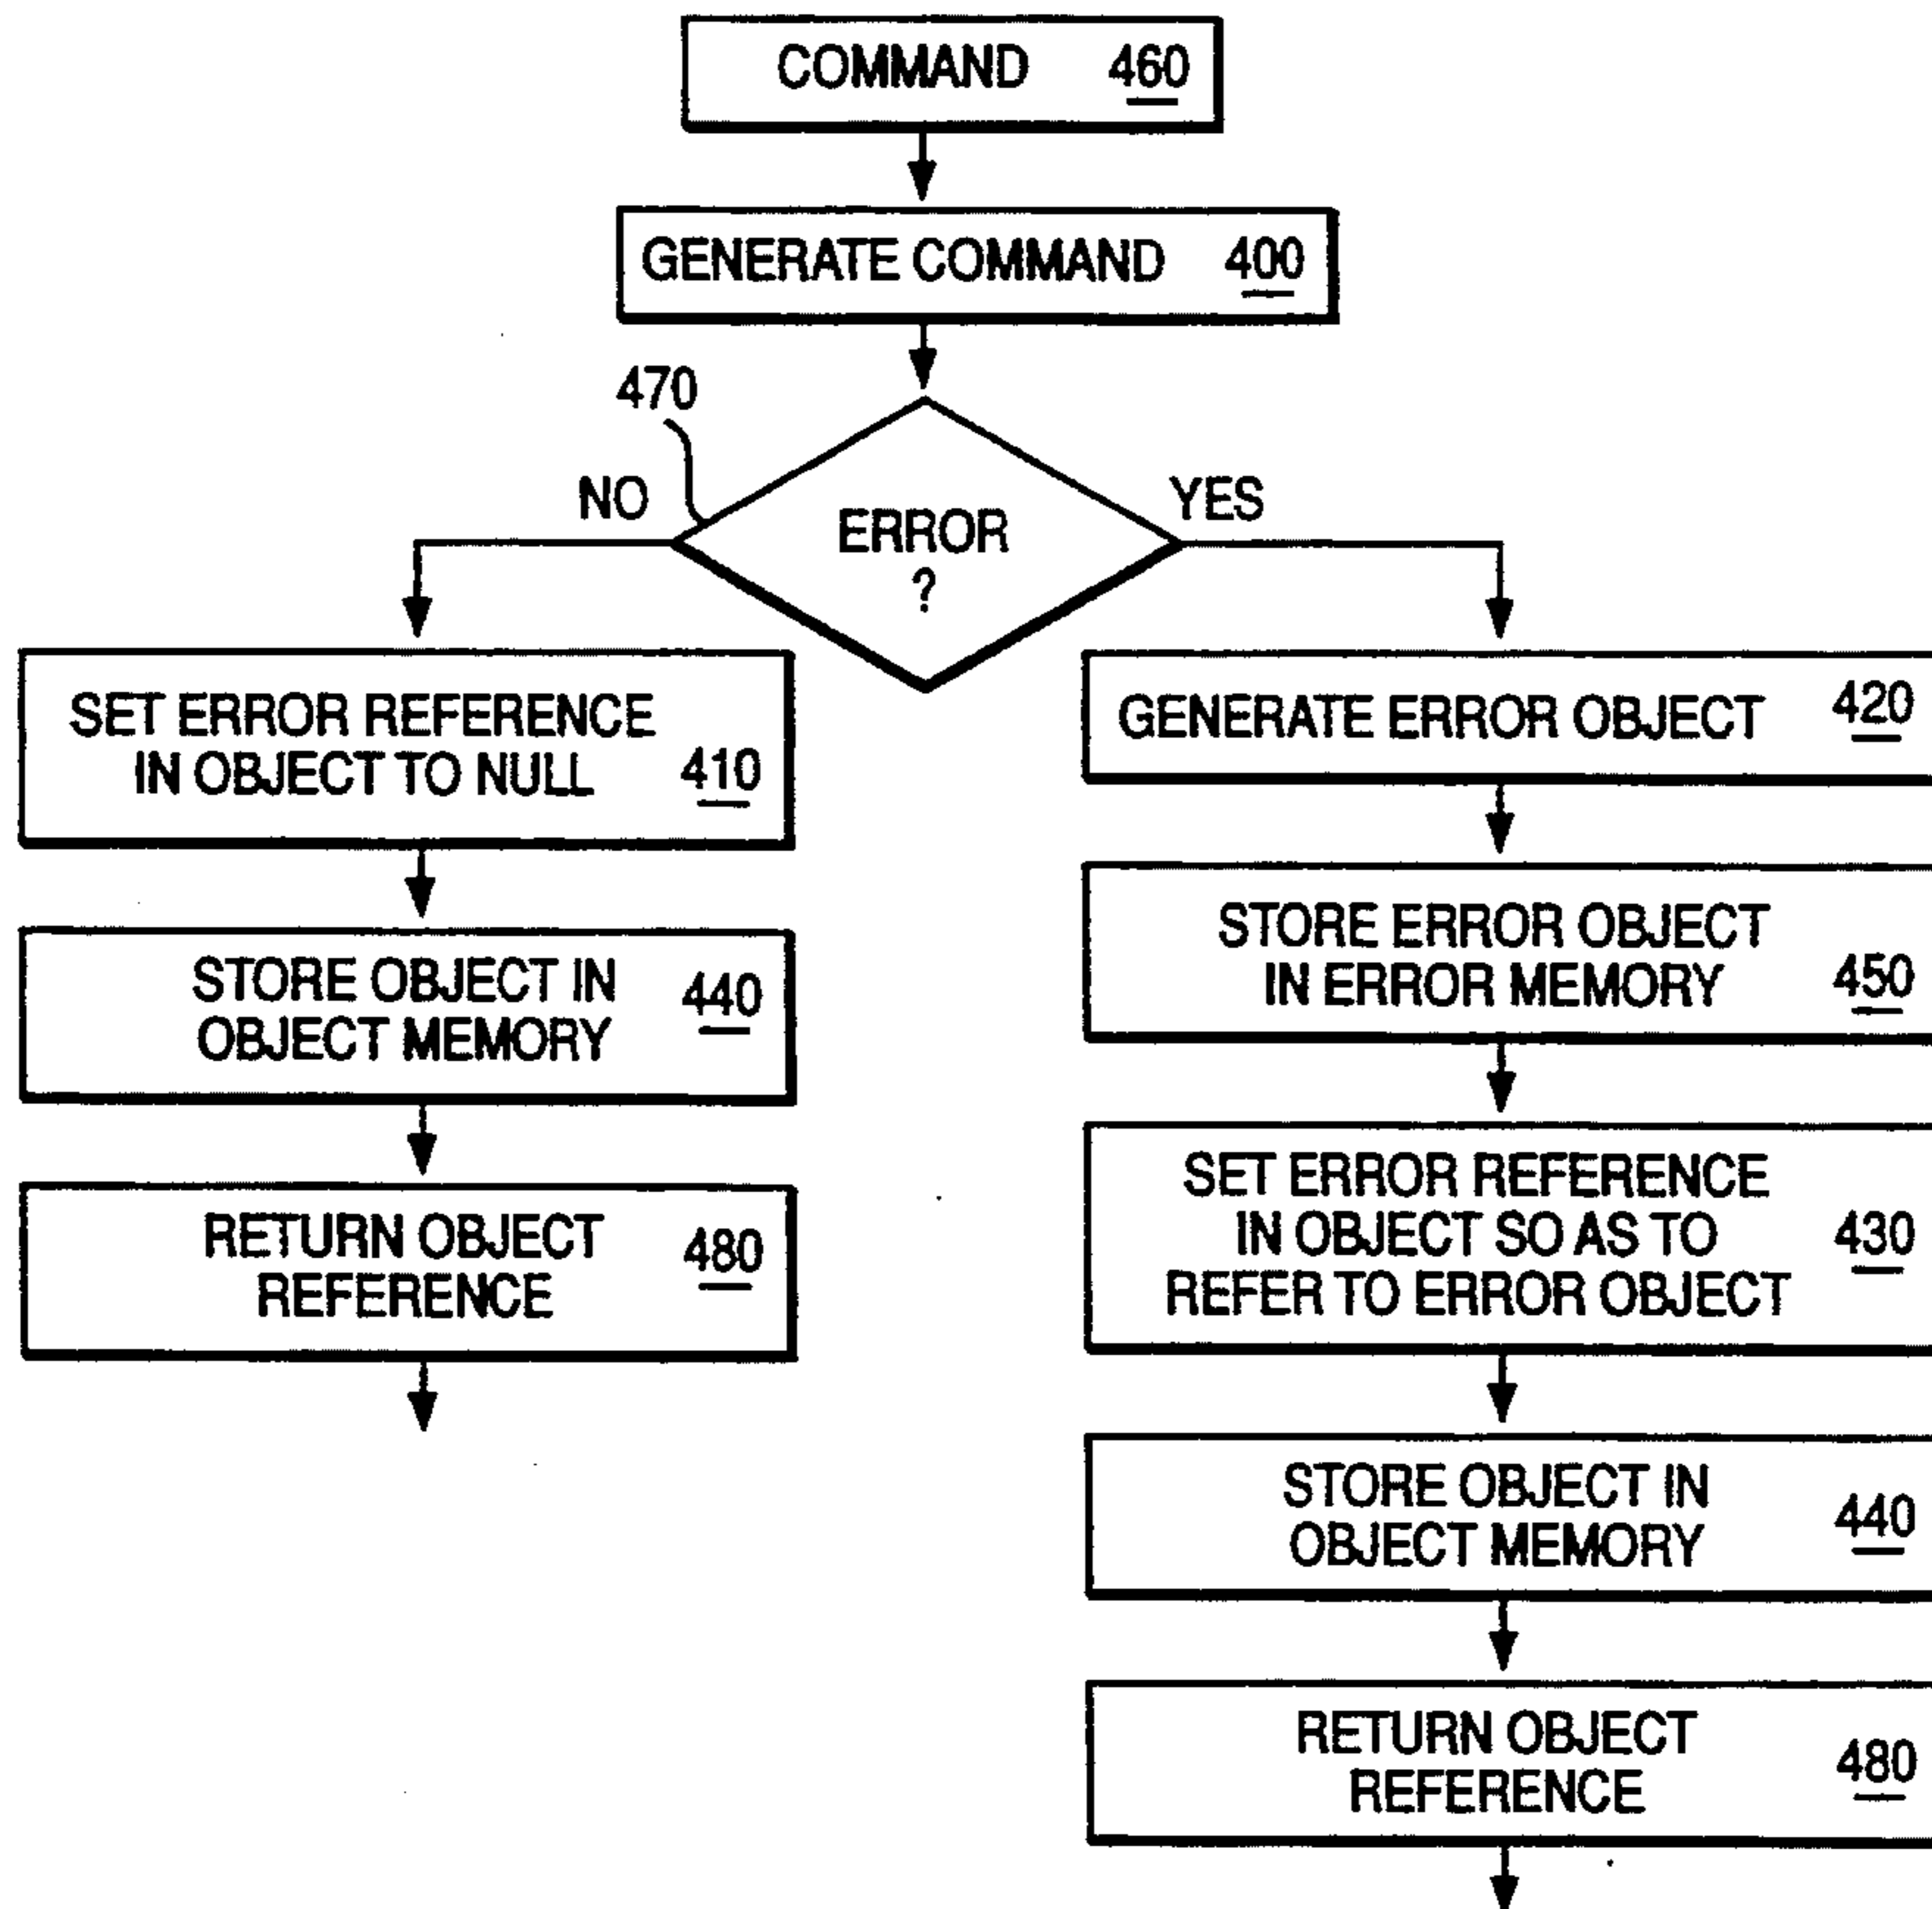 COMMAND 460
GENERATE COMMAND 400
470
NO
YES
ERROR
?
SET ERROR REFERENCE
IN OBJECT TO NULL 410
STORE OBJECT IN
OBJECT MEMORY 440
RETURN OBJECT
REFERENCE 480
GENERATE ERROR OBJECT 420
STORE ERROR OBJECT
IN ERROR MEMORY 450
SET ERROR REFERENCE
IN OBJECT SO AS TO 430
REFER TO ERROR OBJECT
STORE OBJECT IN
OBJECT MEMORY 440
RETURN OBJECT
REFERENCE 480